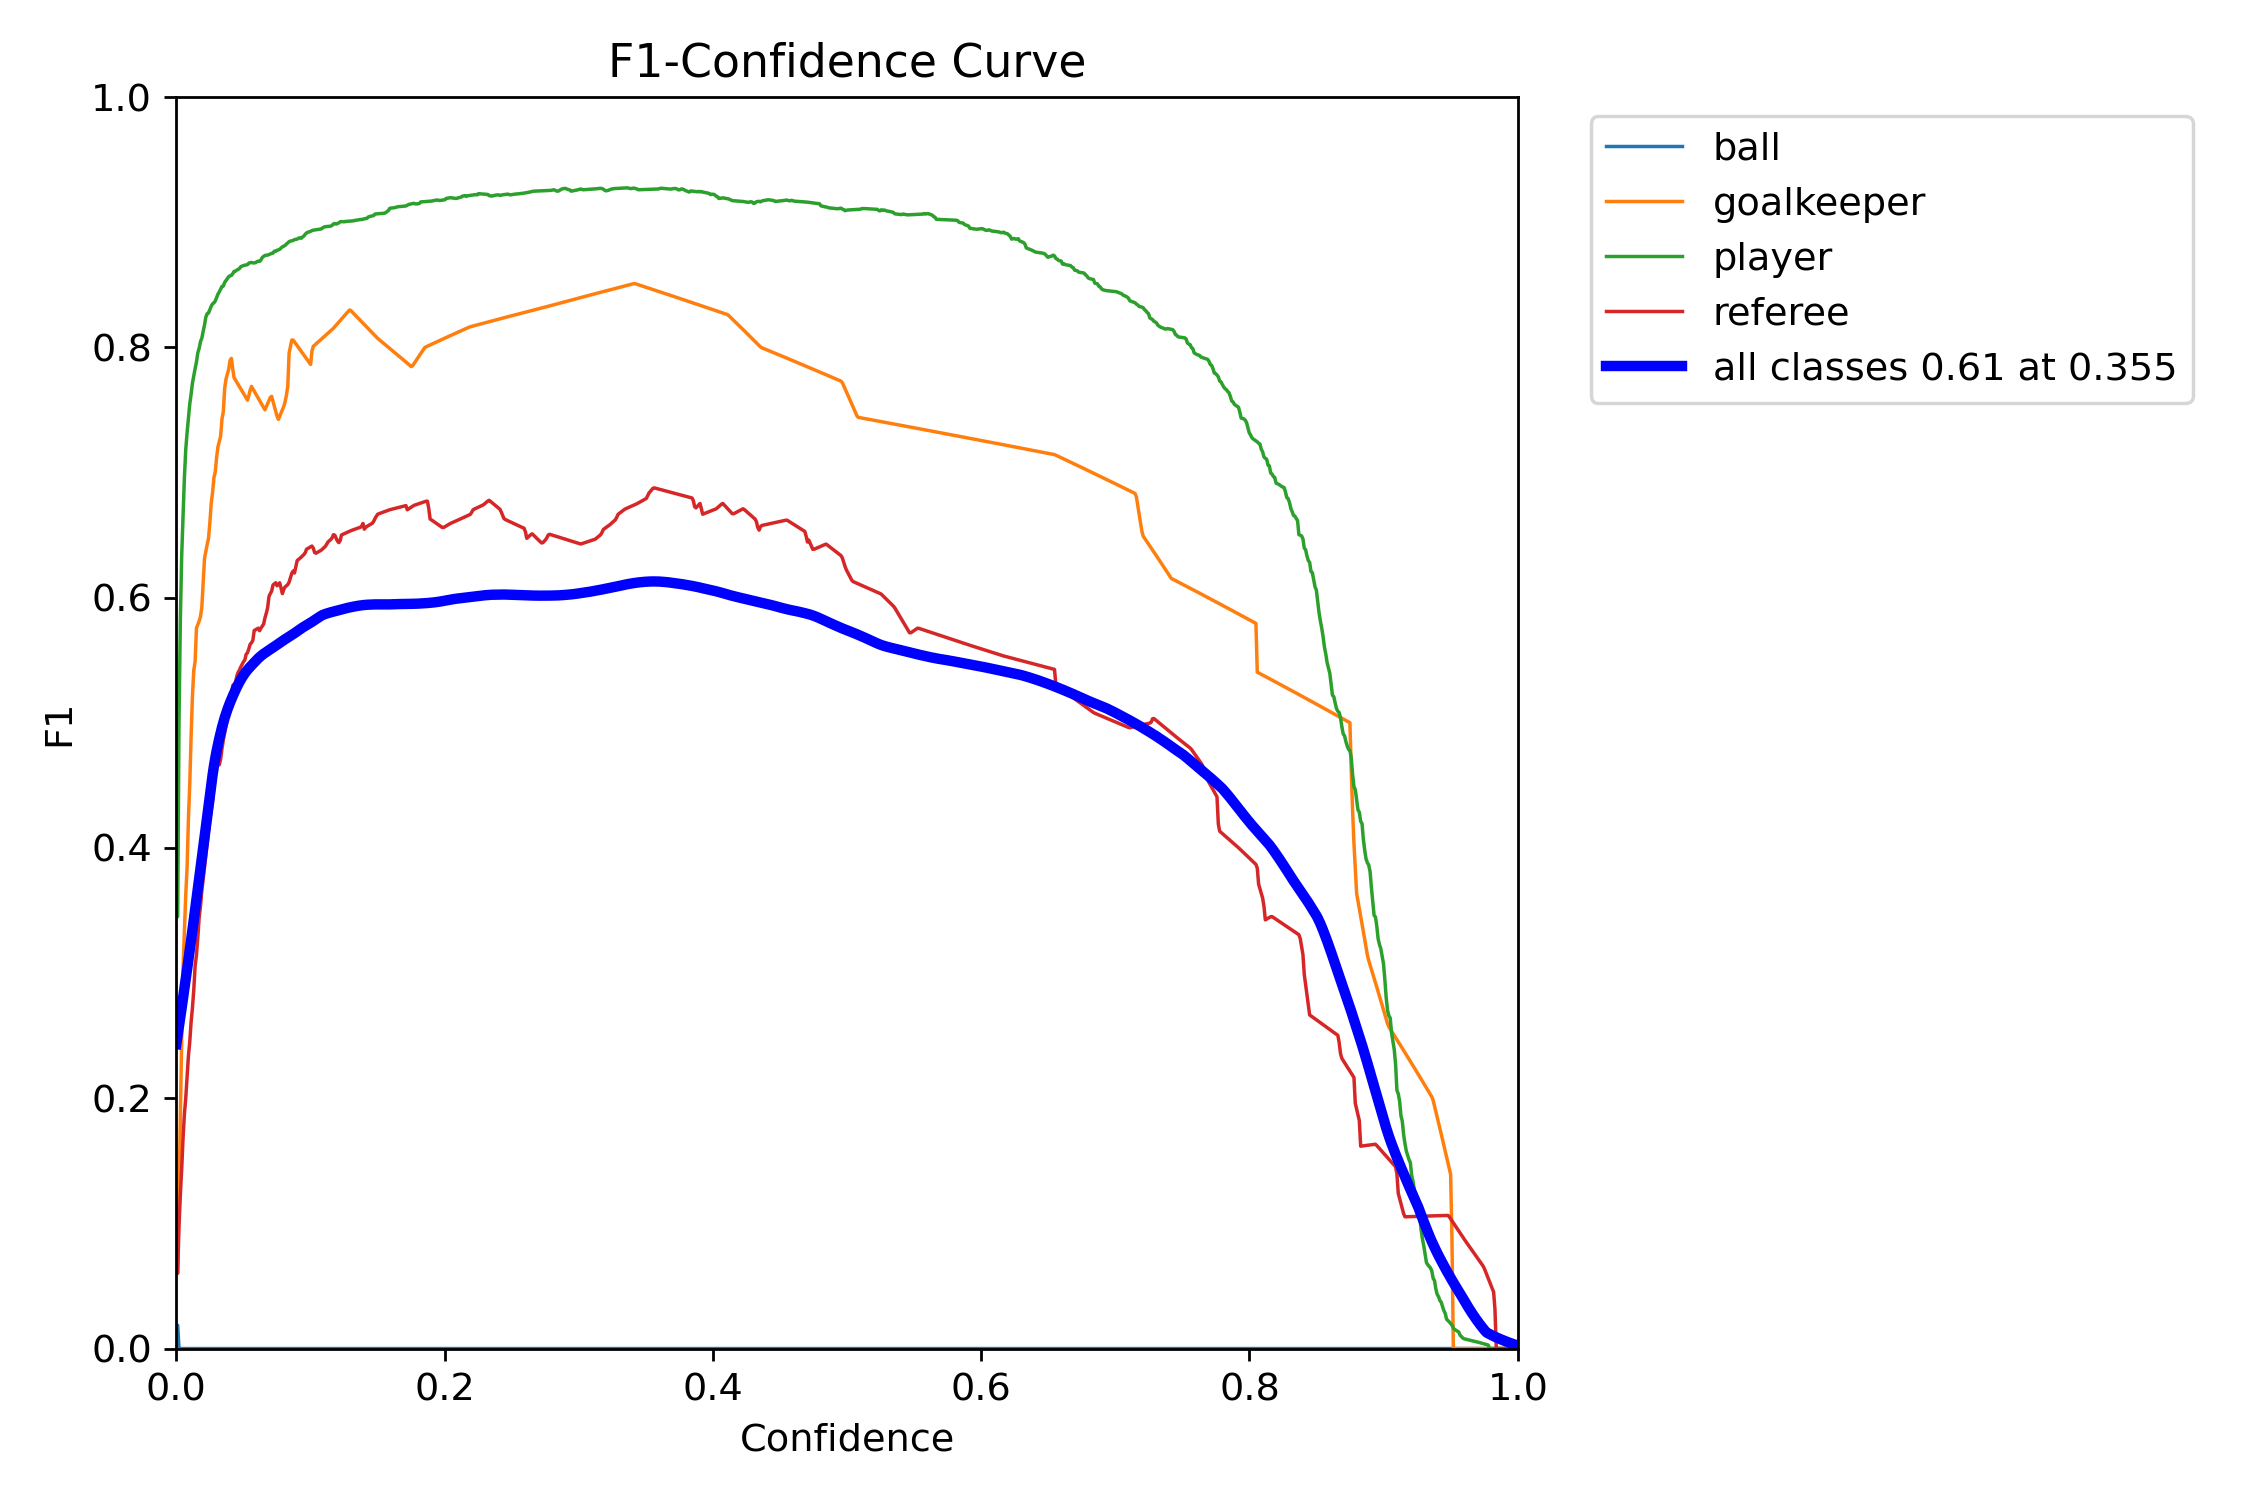 F1-Confidence Curve
1.0
0.8
0.6
0.4
0.2
0.0
F1
0.0 0.2 0.4 0.6 0.8 1.0
Confidence
ball
goalkeeper
player
referee
all classes 0.61 at 0.355